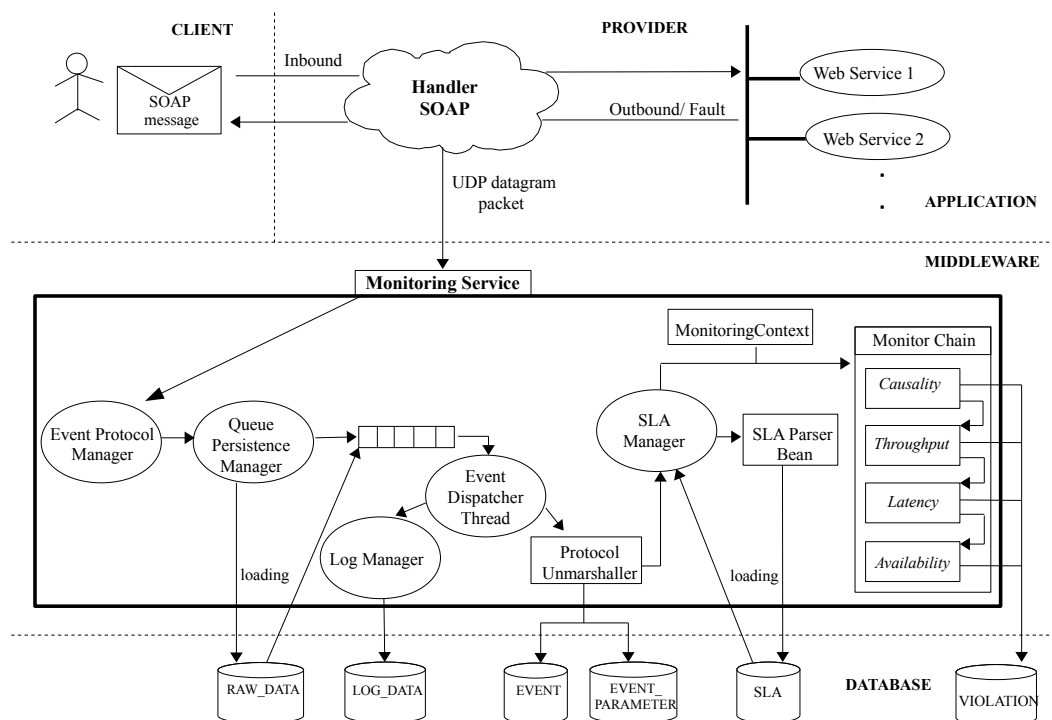 CLIENT
PROVIDER
Inbound
Handler
SOAP
SOAP
message
Outbound/ Fault
Web Service 1
Web Service 2
.
.
UDP datagram
packet
APPLICATION
MIDDLEWARE
Monitoring Service
MonitoringContext
Monitor Chain
Causality
Throughput
Latency
Availability
Event Protocol
Manager
Queue
Persistence
Manager
SLA
Manager
SLA Parser
Bean
Event
Dispatcher
Thread
Log Manager
Protocol
Unmarshaller
loading
loading
RAW_DATA
LOG_DATA
EVENT
EVENT_
PARAMETER
SLA
DATABASE
VIOLATION